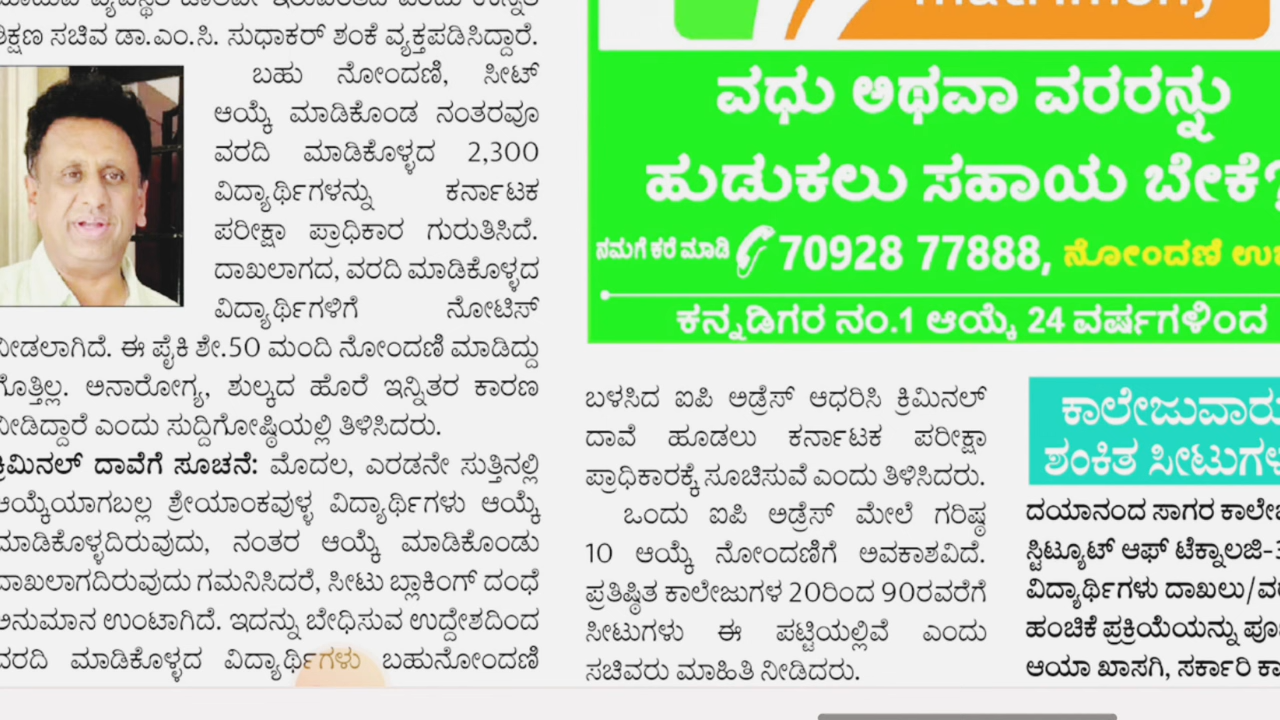 ಶಿಕ್ಷಣ ಸಚಿವ ಡಾ.ಎಂ.ಸಿ. ಸುಧಾಕರ್ ಶಂಕೆ ವ್ಯಕ್ತಪಡಿಸಿದ್ದಾರೆ.
ಬಹು ನೋಂದಣಿ, ಸೀಟ್
ಆಯ್ಕೆ ಮಾಡಿಕೊಂಡ ನಂತರವೂ
ವರದಿ ಮಾಡಿಕೊಳ್ಳದ 2,300
ವಿದ್ಯಾರ್ಥಿಗಳನ್ನು ಕರ್ನಾಟಕ
ಪರೀಕ್ಷಾ ಪ್ರಾಧಿಕಾರ ಗುರುತಿಸಿದೆ.
ದಾಖಲಾಗದ, ವರದಿ ಮಾಡಿಕೊಳ್ಳದ
ವಿದ್ಯಾರ್ಥಿಗಳಿಗೆ ನೋಟಿಸ್
ನೀಡಲಾಗಿದೆ. ಈ ಪೈಕಿ ಶೇ.50 ಮಂದಿ ನೋಂದಣಿ ಮಾಡಿದ್ದು
ಗೊತ್ತಿಲ್ಲ. ಅನಾರೋಗ್ಯ, ಶುಲ್ಕದ ಹೊರೆ ಇನ್ನಿತರ ಕಾರಣ
ನೀಡಿದ್ದಾರೆ ಎಂದು ಸುದ್ದಿಗೋಷ್ಠಿಯಲ್ಲಿ ತಿಳಿಸಿದರು.
ಕ್ರಿಮಿನಲ್ ದಾವೆಗೆ ಸೂಚನೆ: ಮೊದಲ, ಎರಡನೇ ಸುತ್ತಿನಲ್ಲಿ
ಆಯ್ಕೆಯಾಗಬಲ್ಲ ಶ್ರೇಯಾಂಕವುಳ್ಳ ವಿದ್ಯಾರ್ಥಿಗಳು ಆಯ್ಕೆ
ಮಾಡಿಕೊಳ್ಳದಿರುವುದು, ನಂತರ ಆಯ್ಕೆ ಮಾಡಿಕೊಂಡು
ದಾಖಲಾಗದಿರುವುದು ಗಮನಿಸಿದರೆ, ಸೀಟು ಬ್ಲಾಕಿಂಗ್ ದಂಧೆ
ಅನುಮಾನ ಉಂಟಾಗಿದೆ. ಇದನ್ನು ಬೇಧಿಸುವ ಉದ್ದೇಶದಿಂದ
ವರದಿ ಮಾಡಿಕೊಳ್ಳದ ವಿದ್ಯಾರ್ಥಿಗಳು ಬಹುನೋಂದಣಿ
matrimony
ವಧು ಅಥವಾ ವರರನ್ನು
ಹುಡುಕಲು ಸಹಾಯ ಬೇಕೆ?
ನಮಗೆ ಕರೆ ಮಾಡಿ 70928 77888, ನೋಂದಣಿ
ಕನ್ನಡಿಗರ ನಂ.1 ಆಯ್ಕೆ 24 ವರ್ಷಗಳಿಂದ
ಬಳಸಿದ ಐಪಿ ಅಡ್ರೆಸ್ ಆಧರಿಸಿ ಕ್ರಿಮಿನಲ್
ದಾವೆ ಹೂಡಲು ಕರ್ನಾಟಕ ಪರೀಕ್ಷಾ
ಪ್ರಾಧಿಕಾರಕ್ಕೆ ಸೂಚಿಸುವೆ ಎಂದು ತಿಳಿಸಿದರು.
ಒಂದು ಐಪಿ ಅಡ್ರೆಸ್ ಮೇಲೆ ಗರಿಷ್ಠ
10 ಆಯ್ಕೆ ನೋಂದಣಿಗೆ ಅವಕಾಶವಿದೆ.
ಪ್ರತಿಷ್ಠಿತ ಕಾಲೇಜುಗಳ 20ರಿಂದ 90ರವರೆಗೆ
ಸೀಟುಗಳು ಈ ಪಟ್ಟಿಯಲ್ಲಿವೆ ಎಂದು
ಸಚಿವರು ಮಾಹಿತಿ ನೀಡಿದರು.
ಕಾಲೇಜುವಾರು
ಶಂಕಿತ ಸೀಟುಗಳು
ದಯಾನಂದ ಸಾಗರ
ಸ್ಟಿಟ್ಯೂಟ್ ಆಫ್ ಟೆಕ್ನಾಲಜಿ-
ವಿದ್ಯಾರ್ಥಿಗಳು ದಾಖಲು/
ಹಂಚಿಕೆ ಪ್ರಕ್ರಿಯೆಯನ್ನು
ಆಯಾ ಖಾಸಗಿ, ಸರ್ಕಾರಿ